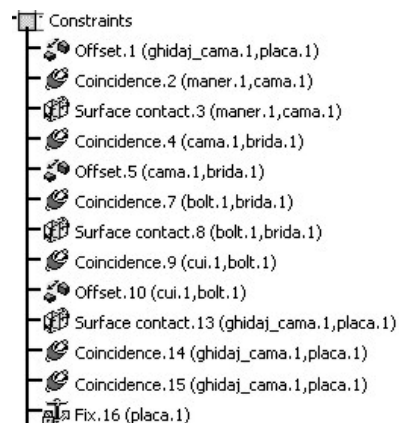 Constraints
Offset.1 (ghidaj_cama.1,placa.1)
Coincidence.2 (maner.1,cama.1)
Surface contact.3 (maner.1,cama.1)
Coincidence.4 (cama.1,brida.1)
Offset.5 (cama.1,brida.1)
Coincidence.7 (bolt.1,brida.1)
Surface contact.8 (bolt.1,brida.1)
Coincidence.9 (cui.1,bolt.1)
Offset.10 (cui.1,bolt.1)
Surface contact.13 (ghidaj_cama.1,placa.1)
Coincidence.14 (ghidaj_cama.1,placa.1)
Coincidence.15 (ghidaj_cama.1,placa.1)
Fix.16 (placa.1)